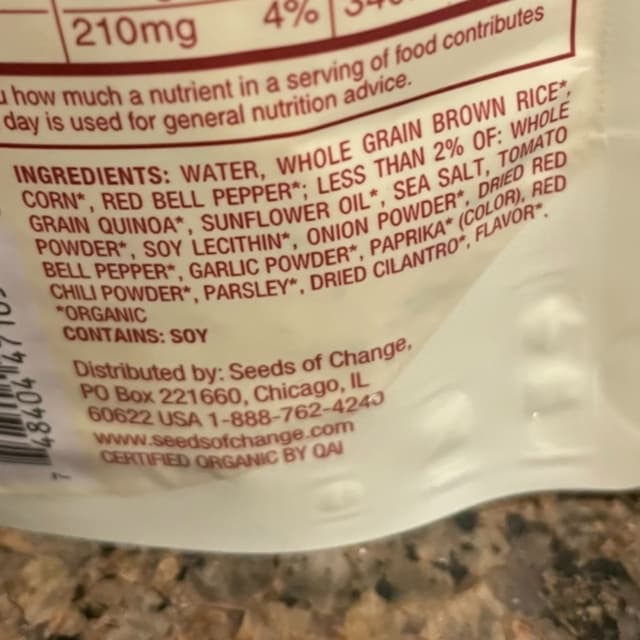 210mg 4%
how much a nutrient in a serving of food contributes
day is used for general nutrition advice.
INGREDIENTS: WATER, WHOLE GRAIN BROWN RICE*,
CORN*, RED BELL PEPPER*; LESS THAN 2% OF: WHOLE
GRAIN QUINOA*, SUNFLOWER OIL*, SEA SALT, TOMATO
POWDER*, SOY LECITHIN*, ONION POWDER*, DRIED RED
BELL PEPPER*, GARLIC POWDER*, PAPRIKA* (COLOR), RED
CHILI POWDER*, PARSLEY*, DRIED CILANTRO*, FLAVOR*.
*ORGANIC
CONTAINS: SOY
Distributed by: Seeds of Change,
PO Box 221660, Chicago, IL
60622 USA 1-888-762-4240
www.seedsofchange.com
CERTIFIED ORGANIC BY QAI